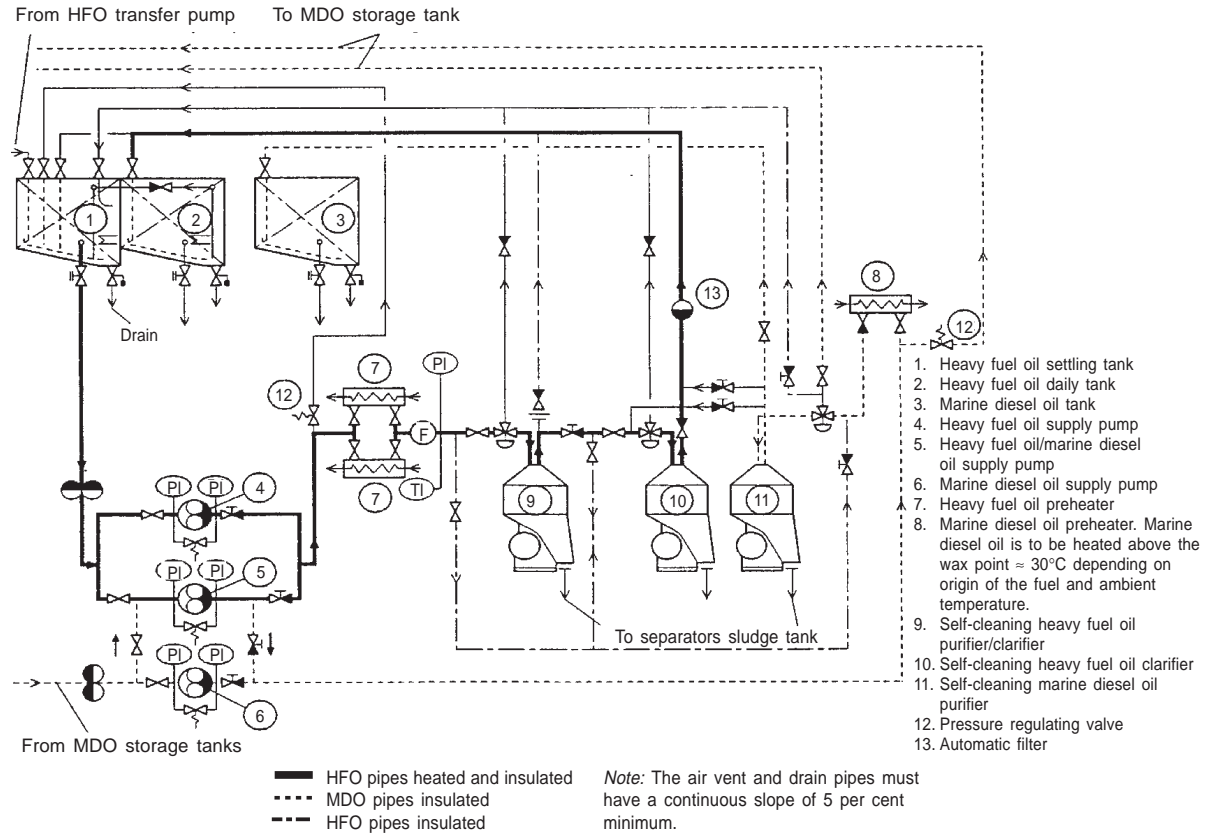 From HFO transfer pump
To MDO storage tank
1
2
3
Drain
8
13
12
7
PI
12
F
7
TI
PI
PI
4
9
10
11
PI
PI
5
To separators sludge tank
PI
PI
6
From MDO storage tanks
1. Heavy fuel oil settling tank
2. Heavy fuel oil daily tank
3. Marine diesel oil tank
4. Heavy fuel oil supply pump
5. Heavy fuel oil/marine diesel
oil supply pump
6. Marine diesel oil supply pump
7. Heavy fuel oil preheater
8. Marine diesel oil preheater. Marine
diesel oil is to be heated above the
wax point ≈ 30°C depending on
origin of the fuel and ambient
temperature.
9. Self-cleaning heavy fuel oil
purifier/clarifier
10. Self-cleaning heavy fuel oil clarifier
11. Self-cleaning marine diesel oil
purifier
12. Pressure regulating valve
13. Automatic filter
HFO pipes heated and insulated
MDO pipes insulated
HFO pipes insulated
Note: The air vent and drain pipes must
have a continuous slope of 5 per cent
minimum.